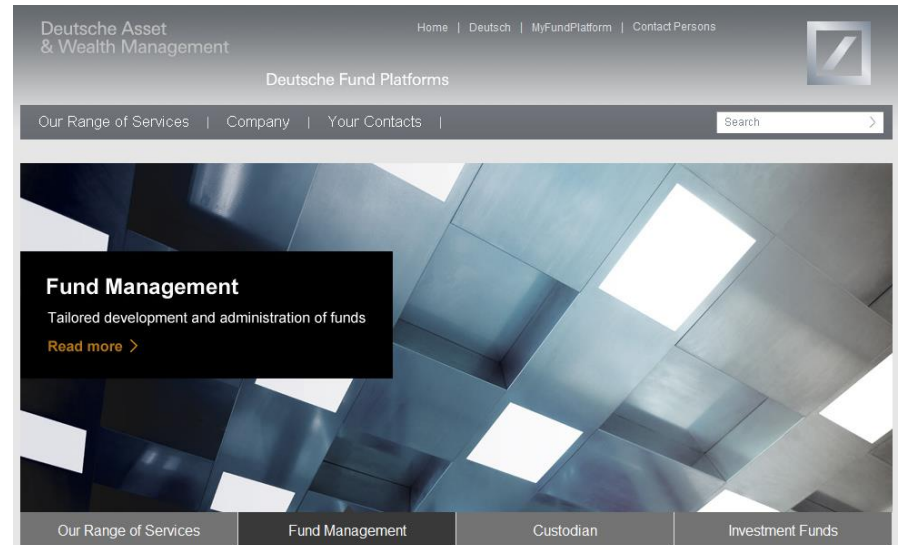 Deutsche Asset
& Wealth Management
Home | Deutsch | MyFundPlatform | Contact Persons
Deutsche Fund Platforms
Our Range of Services | Company | Your Contacts |
Search >
Fund Management
Tailored development and administration of funds
Read more >
Our Range of Services
Fund Management
Custodian
Investment Funds